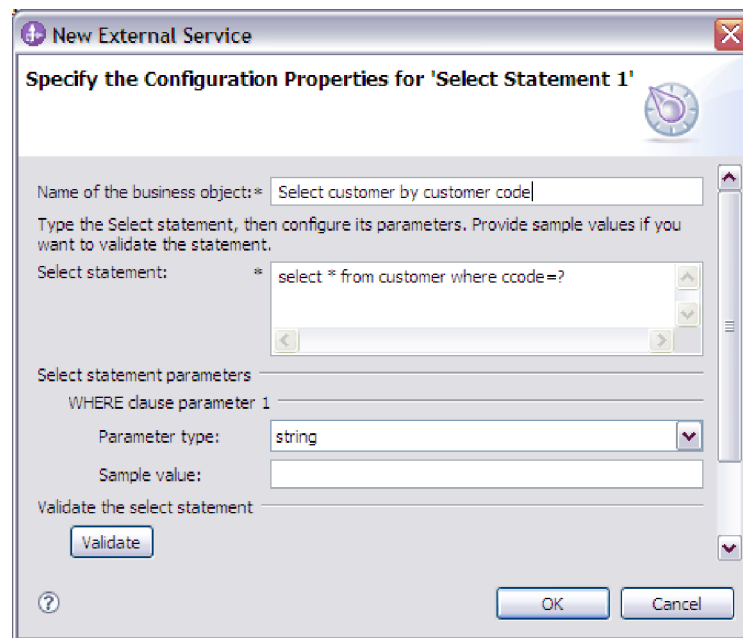 New External Service
Specify the Configuration Properties for 'Select Statement 1'
Name of the business object:* Select customer by customer code
Type the Select statement, then configure its parameters. Provide sample values if you
want to validate the statement.
Select statement: * select * from customer where ccode=?
Select statement parameters
WHERE clause parameter 1
Parameter type: string
Sample value:
Validate the select statement
Validate
? OK Cancel